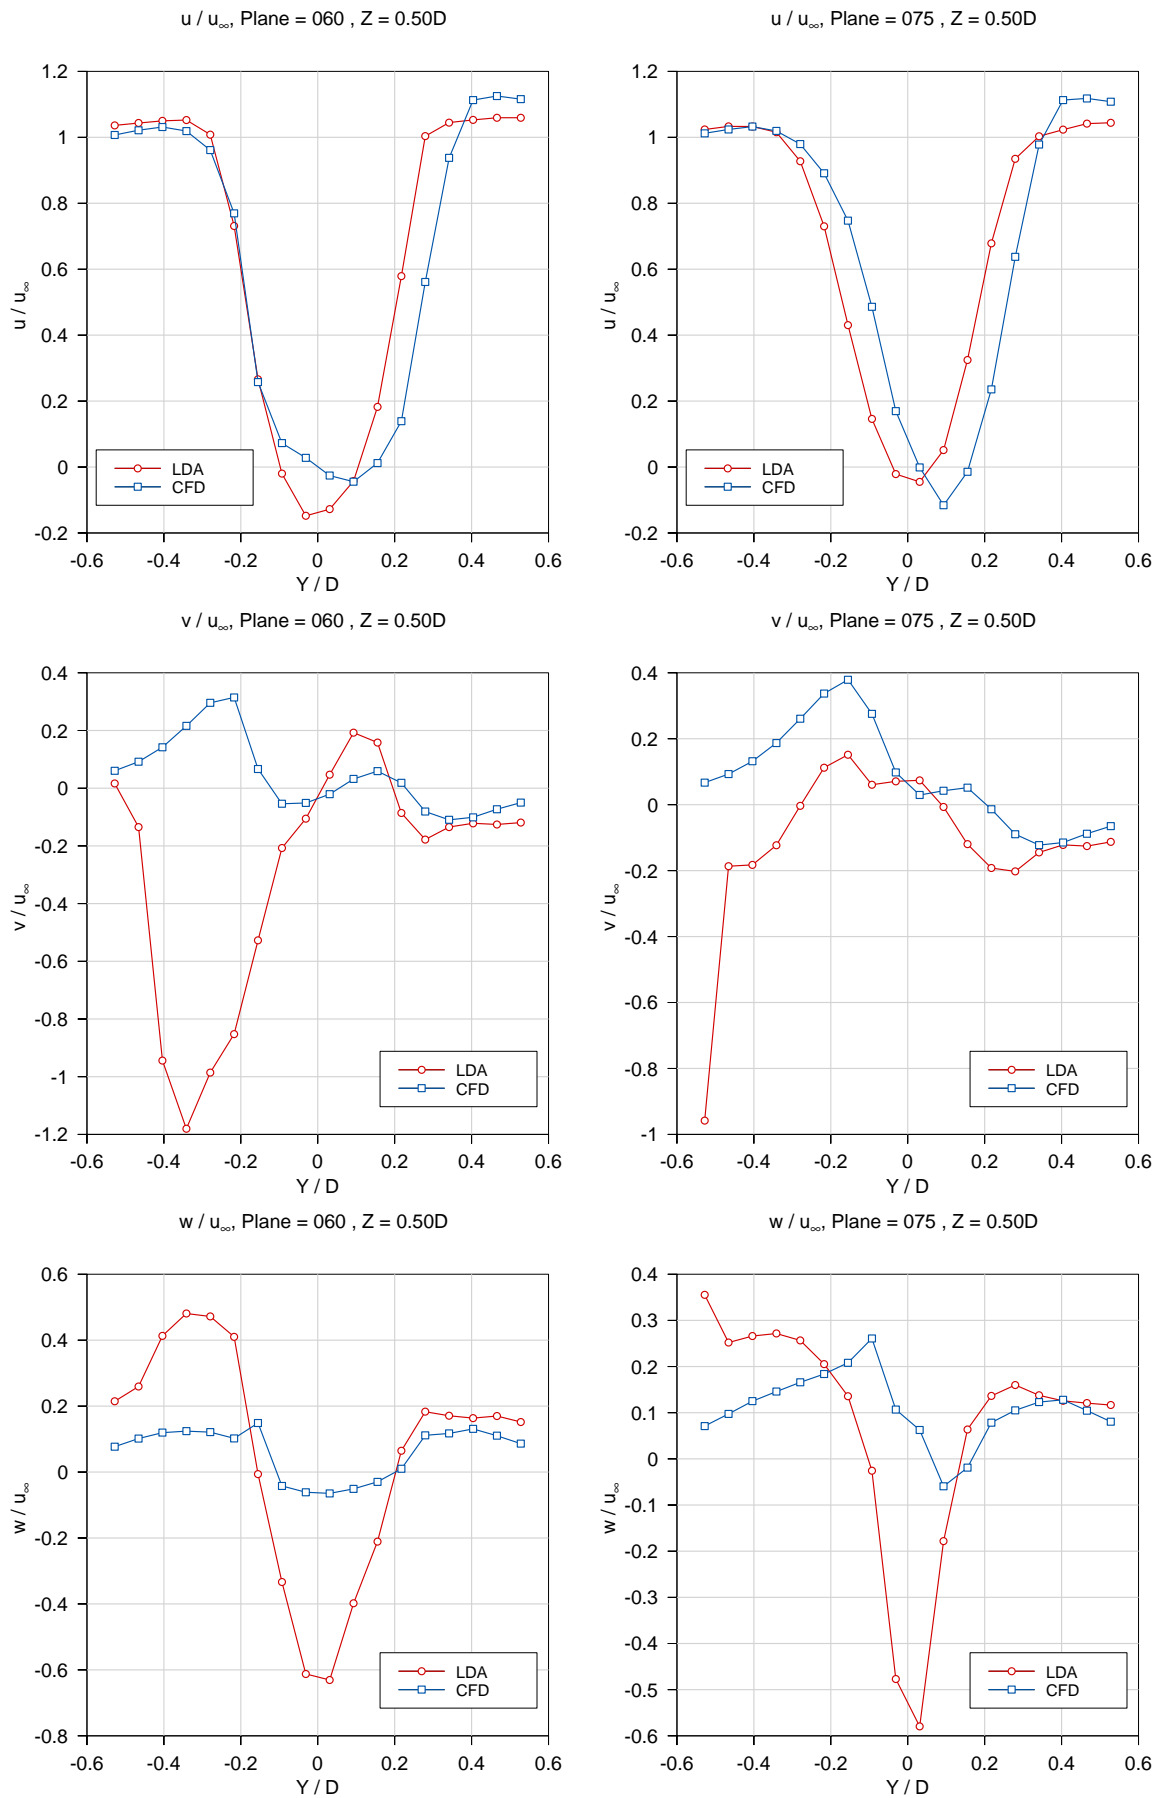 u / u∞, Plane = 060 , Z = 0.50D
1.2
1
0.8
0.6
0.4
0.2
0
-0.2
u / u∞
LDA
CFD
-0.6 -0.4 -0.2 0 0.2 0.4 0.6
Y / D
u / u∞, Plane = 075 , Z = 0.50D
1.2
1
0.8
0.6
0.4
0.2
0
-0.2
u / u∞
LDA
CFD
-0.6 -0.4 -0.2 0 0.2 0.4 0.6
Y / D
v / u∞, Plane = 060 , Z = 0.50D
0.4
0.2
0
-0.2
-0.4
-0.6
-0.8
-1
-1.2
v / u∞
LDA
CFD
-0.6 -0.4 -0.2 0 0.2 0.4 0.6
Y / D
v / u∞, Plane = 075 , Z = 0.50D
0.4
0.2
0
-0.2
-0.4
-0.6
-0.8
-1
v / u∞
LDA
CFD
-0.6 -0.4 -0.2 0 0.2 0.4 0.6
Y / D
w / u∞, Plane = 060 , Z = 0.50D
0.6
0.4
0.2
0
-0.2
-0.4
-0.6
-0.8
w / u∞
LDA
CFD
-0.6 -0.4 -0.2 0 0.2 0.4 0.6
Y / D
w / u∞, Plane = 075 , Z = 0.50D
0.4
0.3
0.2
0.1
0
-0.1
-0.2
-0.3
-0.4
-0.5
-0.6
w / u∞
LDA
CFD
-0.6 -0.4 -0.2 0 0.2 0.4 0.6
Y / D